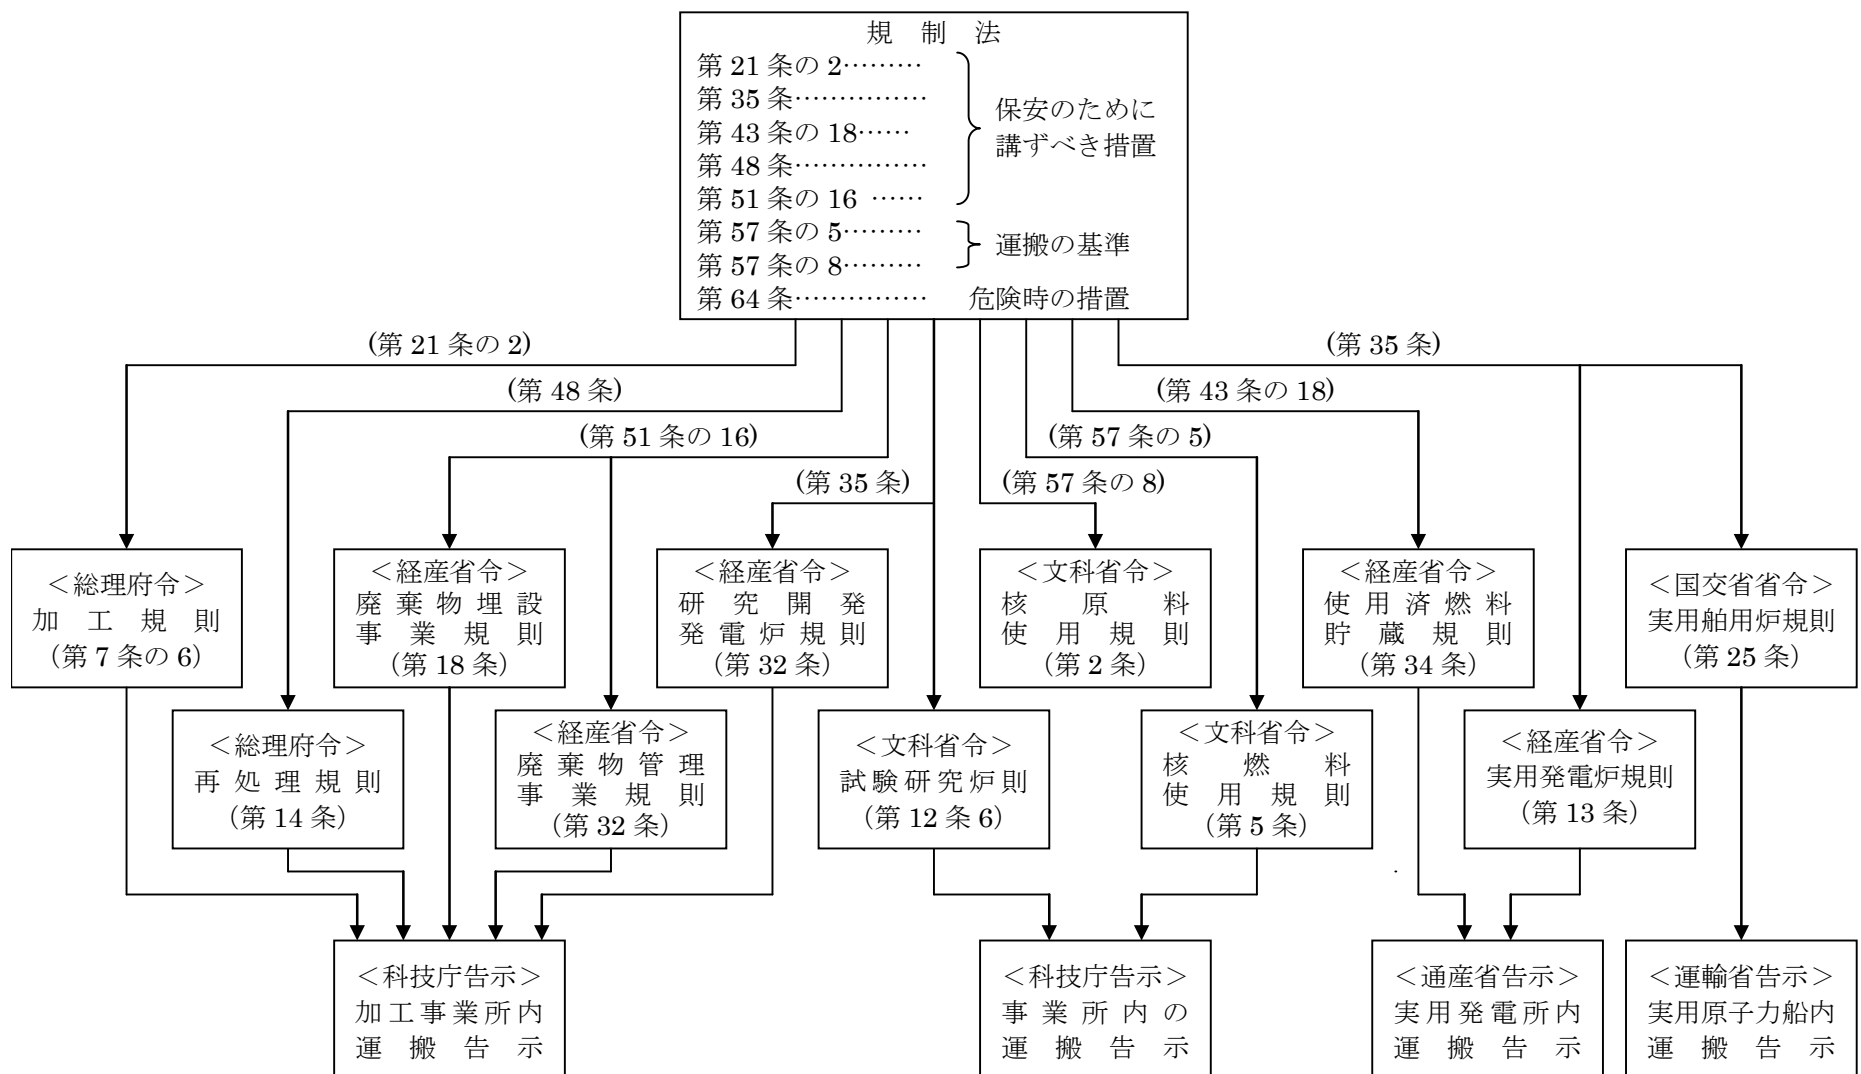 規 制 法
第 21 条の 2………
第 35 条……………
第 43 条の 18……
第 48 条……………
第 51 条の 16 ……
保安のために
講ずべき措置
第 57 条の 5………
第 57 条の 8………
運搬の基準
第 64 条…………… 危険時の措置
(第 21 条の 2)
(第 35 条)
(第 48 条)
(第 43 条の 18)
(第 51 条の 16)
(第 57 条の 5)
(第 35 条)
(第 57 条の 8)
＜総理府令＞
加 工 規 則
（第 7 条の 6）
＜経産省令＞
廃 棄 物 埋 設
事 業 規 則
（第 18 条）
＜経産省令＞
研 究 開 発
発 電 炉 規 則
（第 32 条）
＜文科省令＞
核 原 料
使 用 規 則
（第 2 条）
＜経産省令＞
使 用 済 燃 料
貯 蔵 規 則
（第 34 条）
＜国交省省令＞
実用舶用炉規則
（第 25 条）
＜総理府令＞
再 処 理 規 則
（第 14 条）
＜経産省令＞
廃 棄 物 管 理
事 業 規 則
（第 32 条）
＜文科省令＞
試験研究炉則
（第 12 条 6）
＜文科省令＞
核 燃 料
使 用 規 則
（第 5 条）
＜経産省令＞
実用発電炉規則
（第 13 条）
＜科技庁告示＞
加工事業所内
運 搬 告 示
＜科技庁告示＞
事 業 所 内 の
運 搬 告 示
＜通産省告示＞
実用発電所内
運 搬 告 示
＜運輸省告示＞
実用原子力船内
運 搬 告 示